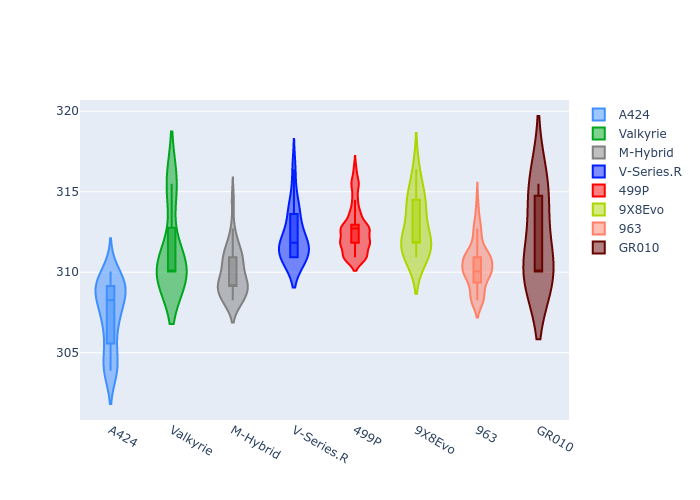 320
315
310
305
A424
Valkyrie
M-Hybrid
V-Series.R
499P
9X8Evo
963
GR010
A424
Valkyrie
M-Hybrid
V-Series.R
499P
9X8Evo
963
GR010